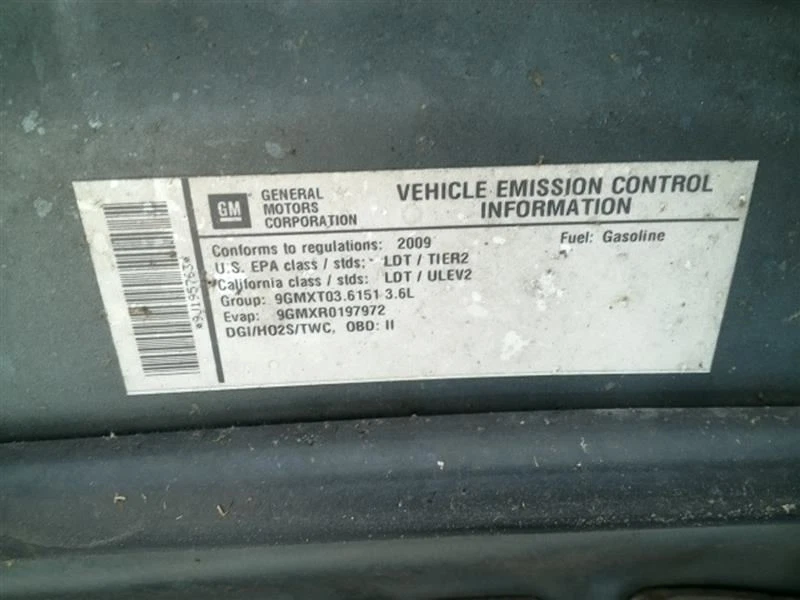 *9J195763*
GM GENERAL MOTORS CORPORATION
VEHICLE EMISSION CONTROL
INFORMATION
Conforms to regulations: 2009 Fuel: Gasoline
U.S. EPA class / stds: LDT / TIER2
California class / stds: LDT / ULEV2
Group: 9GMXT03.6151 3.6L
Evap: 9GMXR0197972
DGI/HO2S/TWC, OBD: II